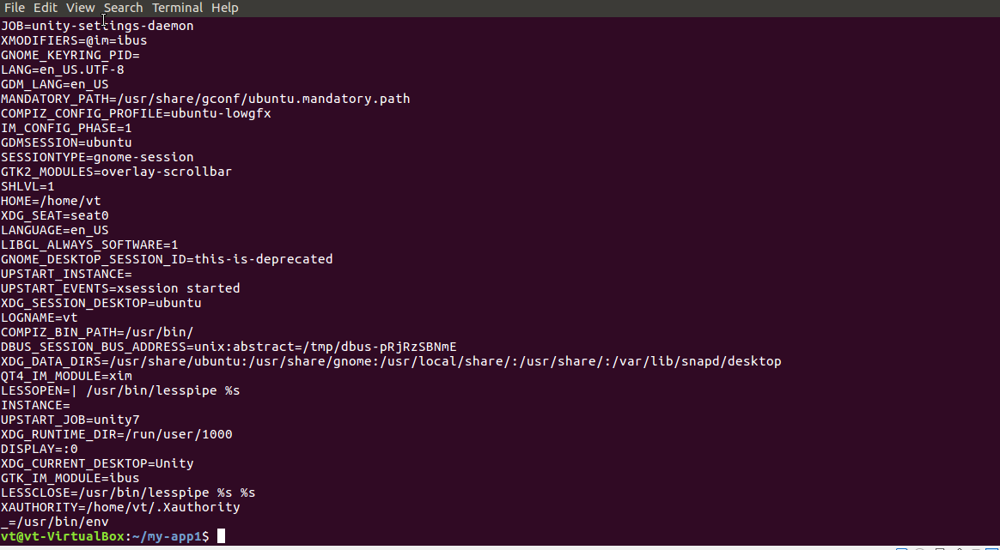 File Edit View Search Terminal Help
JOB=unity-settings-daemon
XMODIFIERS=@im=ibus
GNOME_KEYRING_PID=
LANG=en_US.UTF-8
GDM_LANG=en_US
MANDATORY_PATH=/usr/share/gconf/ubuntu.mandatory.path
COMPIZ_CONFIG_PROFILE=ubuntu-lowgfx
IM_CONFIG_PHASE=1
GDMSESSION=ubuntu
SESSIONTYPE=gnome-session
GTK2_MODULES=overlay-scrollbar
SHLVL=1
HOME=/home/vt
XDG_SEAT=seat0
LANGUAGE=en_US
LIBGL_ALWAYS_SOFTWARE=1
GNOME_DESKTOP_SESSION_ID=this-is-deprecated
UPSTART_INSTANCE=
UPSTART_EVENTS=xsession started
XDG_SESSION_DESKTOP=ubuntu
LOGNAME=vt
COMPIZ_BIN_PATH=/usr/bin/
DBUS_SESSION_BUS_ADDRESS=unix:abstract=/tmp/dbus-pRjRzSBNmE
XDG_DATA_DIRS=/usr/share/ubuntu:/usr/share/gnome:/usr/local/share/:/usr/share/:/var/lib/snapd/desktop
QT4_IM_MODULE=xim
LESSOPEN=| /usr/bin/lesspipe %s
INSTANCE=
UPSTART_JOB=unity7
XDG_RUNTIME_DIR=/run/user/1000
DISPLAY=:0
XDG_CURRENT_DESKTOP=Unity
GTK_IM_MODULE=ibus
LESSCLOSE=/usr/bin/lesspipe %s %s
XAUTHORITY=/home/vt/.Xauthority
_=/usr/bin/env
vt@vt-VirtualBox:~/my-app1$